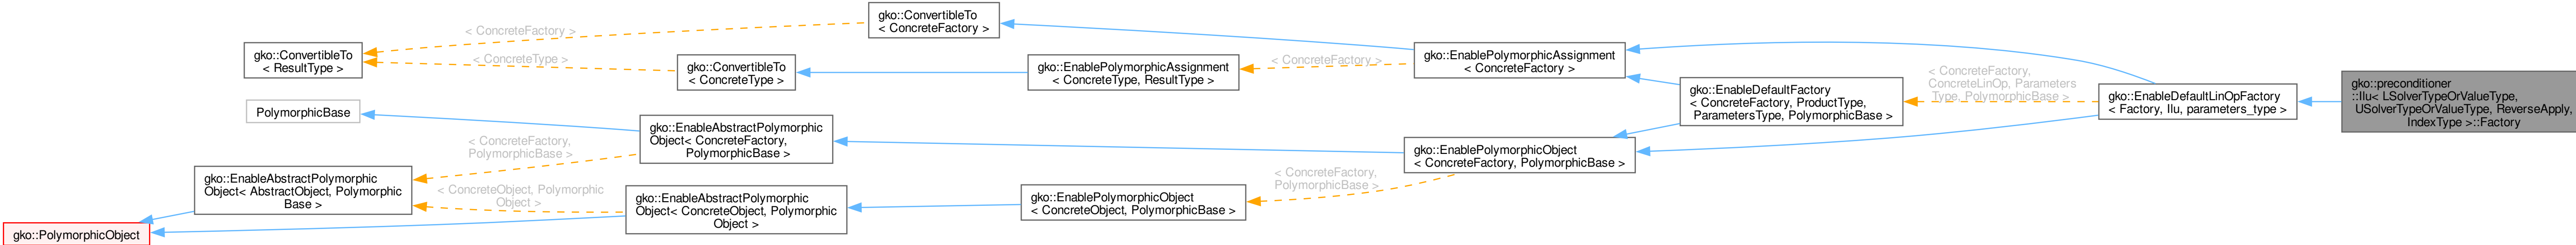 gko::ConvertibleTo
< ConcreteFactory >
< ConcreteFactory >
gko::ConvertibleTo
< ResultType >
< ConcreteType >
gko::ConvertibleTo
< ConcreteType >
gko::EnablePolymorphicAssignment
< ConcreteType, ResultType >
< ConcreteFactory >
gko::EnablePolymorphicAssignment
< ConcreteFactory >
gko::EnableDefaultFactory
< ConcreteFactory, ProductType,
ParametersType, PolymorphicBase >
< ConcreteFactory,
ConcreteLinOp, Parameters
Type, PolymorphicBase >
gko::EnableDefaultLinOpFactory
< Factory, Ilu, parameters_type >
gko::preconditioner
::Ilu< LSolverTypeOrValueType,
USolverTypeOrValueType, ReverseApply,
IndexType >::Factory
PolymorphicBase
gko::EnableAbstractPolymorphic
Object< ConcreteFactory,
PolymorphicBase >
< ConcreteFactory,
PolymorphicBase >
gko::EnablePolymorphicObject
< ConcreteFactory, PolymorphicBase >
gko::EnableAbstractPolymorphic
Object< AbstractObject, Polymorphic
Base >
< ConcreteObject, Polymorphic
Object >
gko::EnableAbstractPolymorphic
Object< ConcreteObject, Polymorphic
Object >
gko::EnablePolymorphicObject
< ConcreteObject, PolymorphicBase >
< ConcreteFactory,
PolymorphicBase >
gko::PolymorphicObject